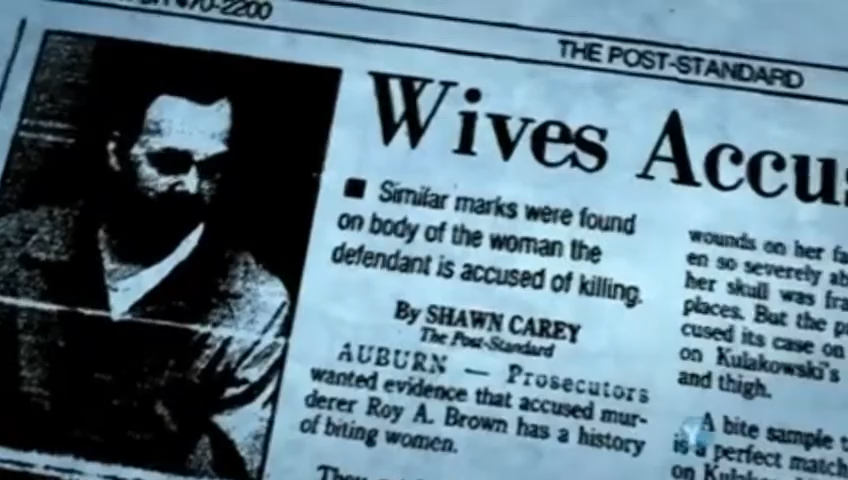 70-2200
THE POST-STANDARD
Wives Accus
■ Similar marks were found
on body of the woman the
defendant is accused of killing.
By SHAWN CAREY
The Post-Standard
AUBURN — Prosecutors
wanted evidence that accused mur-
derer Roy A. Brown has a history
of biting women.
They
wounds on her fa
en so severely ab
her skull was fra
places. But the p
cused its case on
on Kulakowski's
and thigh.
A bite sample t
is a perfect match
on Kulako